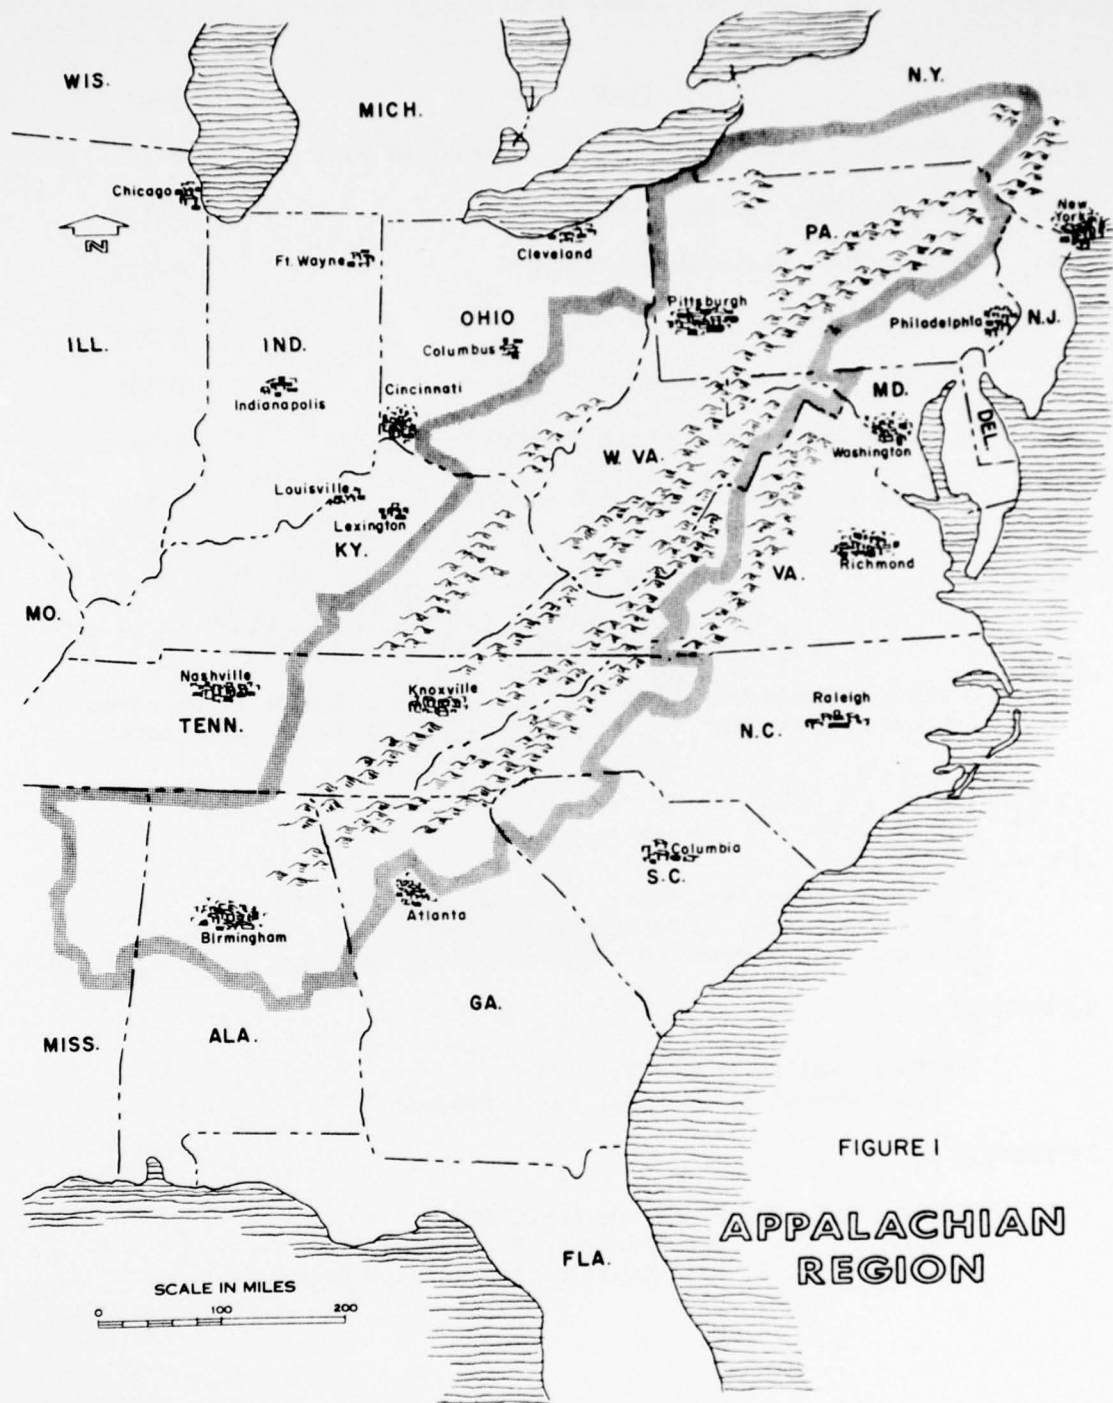 WIS.
MICH.
N.Y.
Chicago
N
Ft. Wayne
Cleveland
PA.
New
York
Pittsburgh
Philadelphia
N.J.
ILL.
IND.
OHIO
Columbus
Indianapolis
Cincinnati
MD.
DEL.
Washington
W. VA.
Louisville
Lexington
KY.
VA.
Richmond
MO.
Nashville
TENN.
Knoxville
Raleigh
N.C.
Columbia
S.C.
Atlanta
Birmingham
GA.
MISS.
ALA.
FIGURE I
APPALACHIAN
REGION
FLA.
SCALE IN MILES
0 100 200